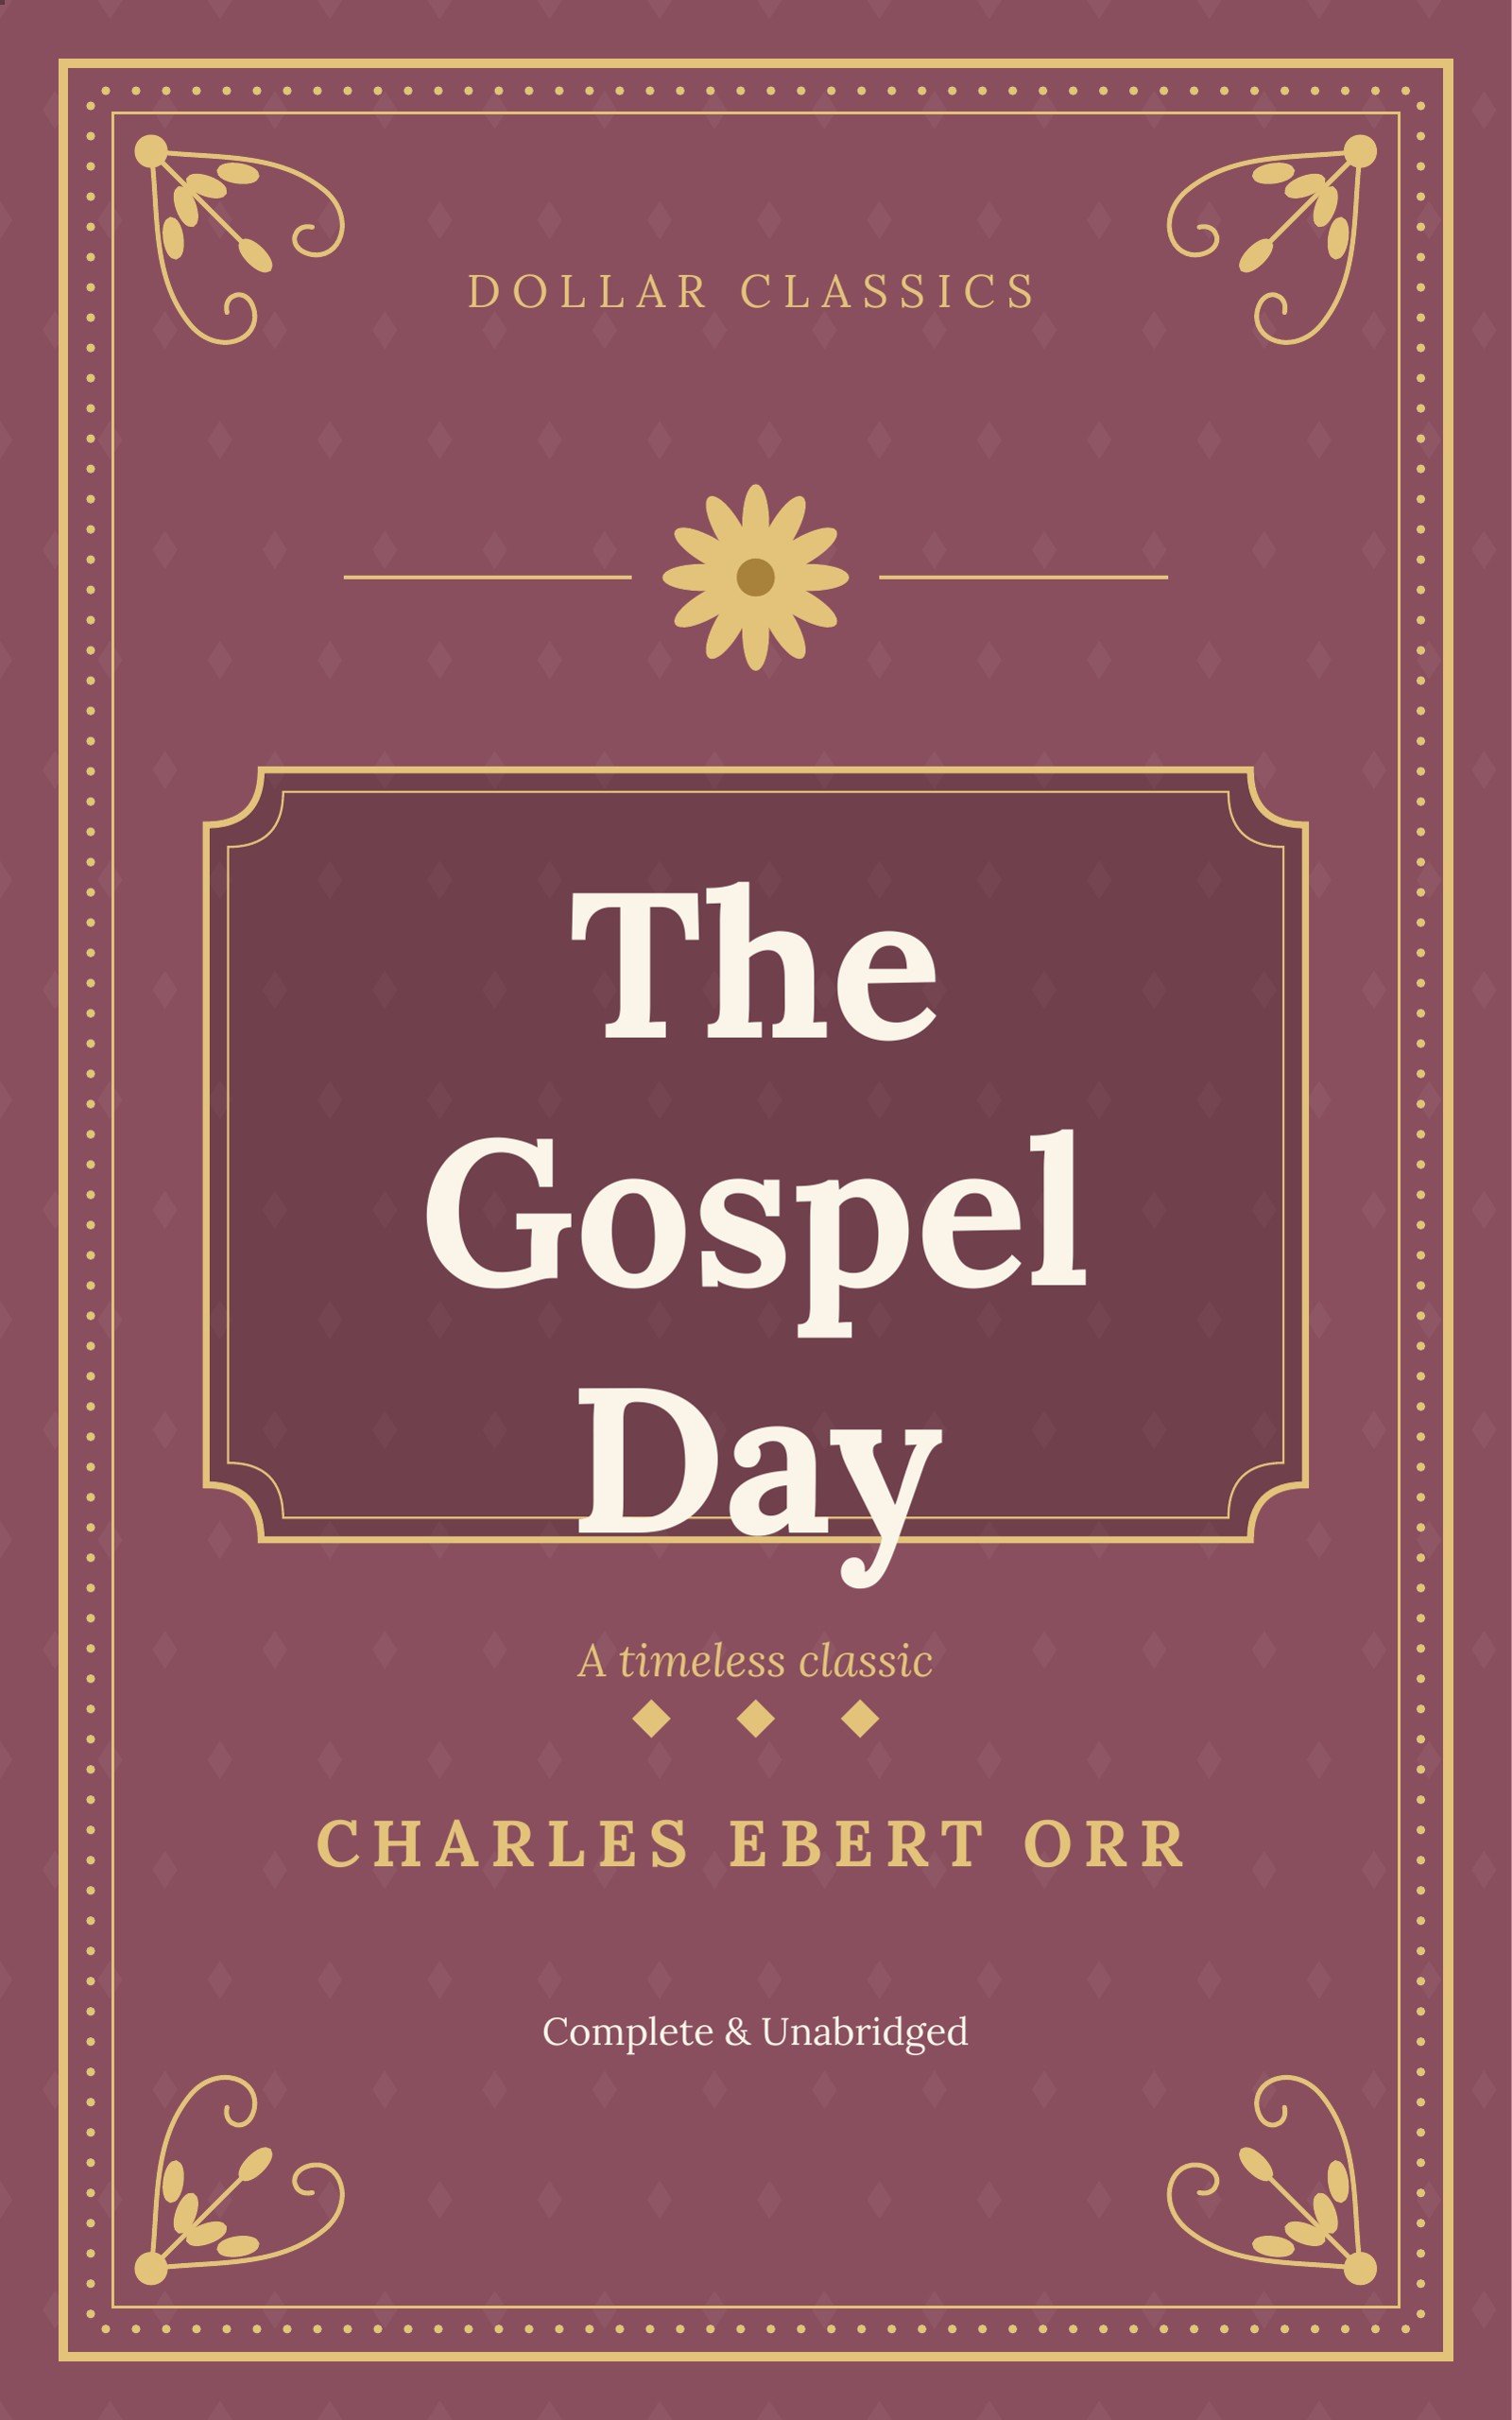 DOLLAR CLASSICS
The
Gospel
Day
A timeless classic
CHARLES EBERT ORR
Complete & Unabridged